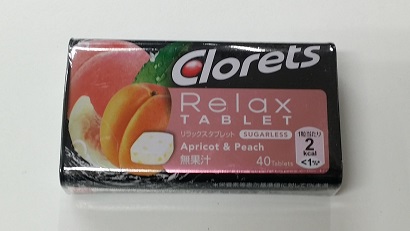 Clorets
Relax
TABLET
リラックスタブレット SUGARLESS
Apricot & Peach
無果汁
40 Tablets
1粒当たり
2
kcal
<1%*